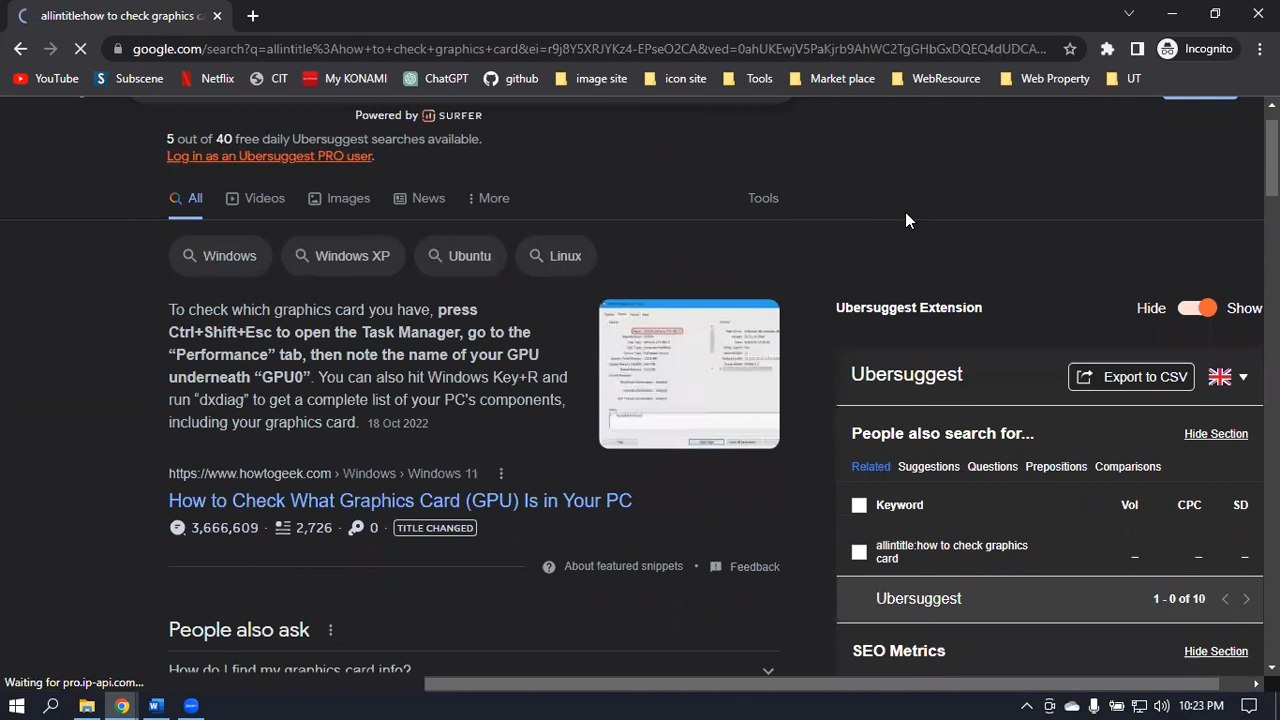 allintitle:how to check graphics c
Incognito
google.com/search?q=allintitle%3Ahow+to+check+graphics+card&ei=r9j8Y5XRJYKz4-EPseO2CA&ved=0ahUKEwjV5PaKjrb9AhWC2TgGHbGxDQEQ4dUDCA...
YouTube
Subscene
Netflix
CIT
My KONAMI
ChatGPT
github
image site
icon site
Tools
Market place
WebResource
Web Property
UT
Powered by SURFER
5 out of 40 free daily Ubersuggest searches available.
Log in as an Ubersuggest PRO user.
All
Videos
Images
News
More
Tools
Windows
Windows XP
Ubuntu
Linux
To check which graphics card you have, press
Ctrl+Shift+Esc to open the Task Manager, go to the
"Performance" tab, then find the name of your GPU
underneath "GPU". You can also hit Windows Key+R and
run "dxdiag" to get a complete list of your PC's components,
including your graphics card. 18 Oct 2022
https://www.howtogeek.com › Windows › Windows 11
How to Check What Graphics Card (GPU) Is in Your PC
3,666,609 · 2,726 · 0 · TITLE CHANGED
About featured snippets • Feedback
People also ask
How do I find my graphics card info?
Ubersuggest Extension
Hide
Show
Ubersuggest
Export to CSV
People also search for...
Hide Section
Related
Suggestions
Questions
Prepositions
Comparisons
Keyword
Vol
CPC
SD
allintitle:how to check graphics
card
– – –
Ubersuggest
1 - 0 of 10
SEO Metrics
Hide Section
Waiting for pro.ip-api.com...
10:23 PM